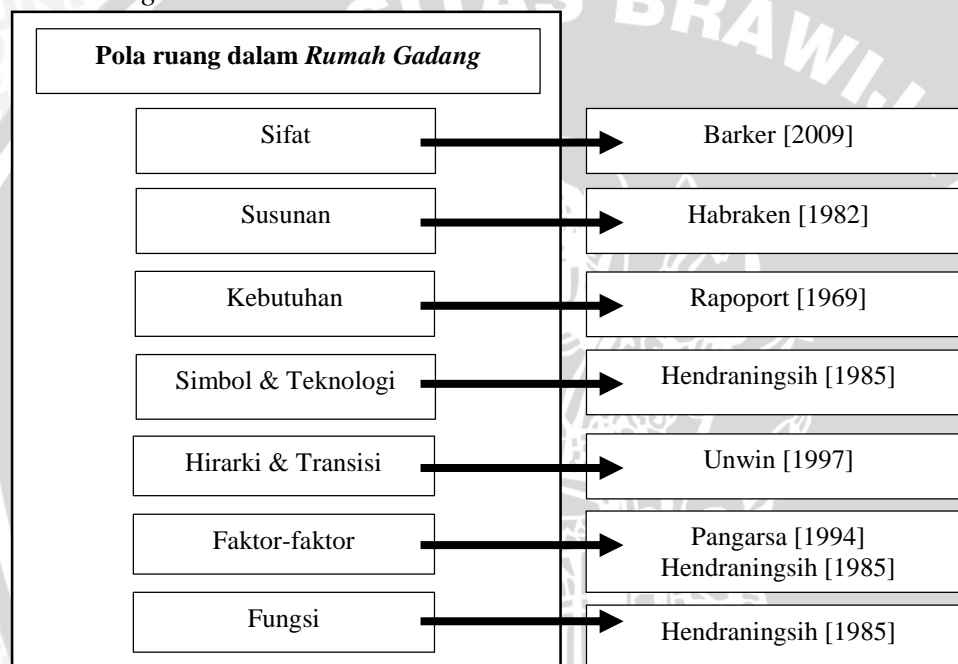 Pola ruang dalam Rumah Gadang
Sifat
Barker [2009]
Susunan
Habraken [1982]
Kebutuhan
Rapoport [1969]
Simbol & Teknologi
Hendraningsih [1985]
Hirarki & Transisi
Unwin [1997]
Faktor-faktor
Pangarsa [1994]
Hendraningsih [1985]
Fungsi
Hendraningsih [1985]